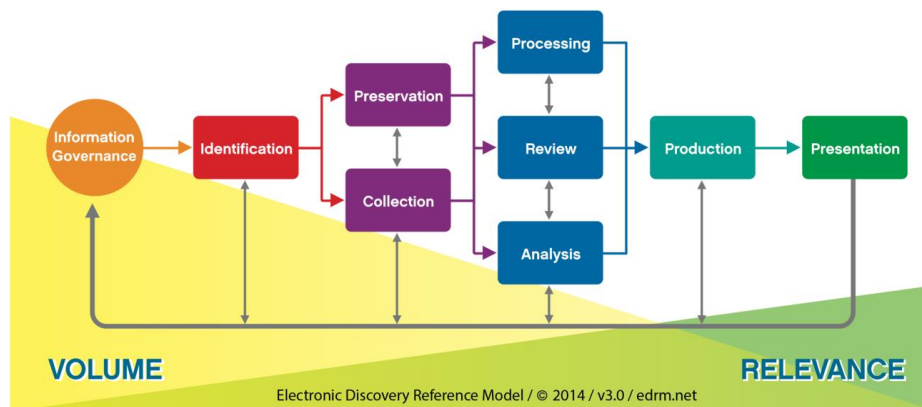 Information
Governance
Identification
Preservation
Collection
Processing
Review
Analysis
Production
Presentation
VOLUME
RELEVANCE
Electronic Discovery Reference Model / © 2014 / v3.0 / edrm.net